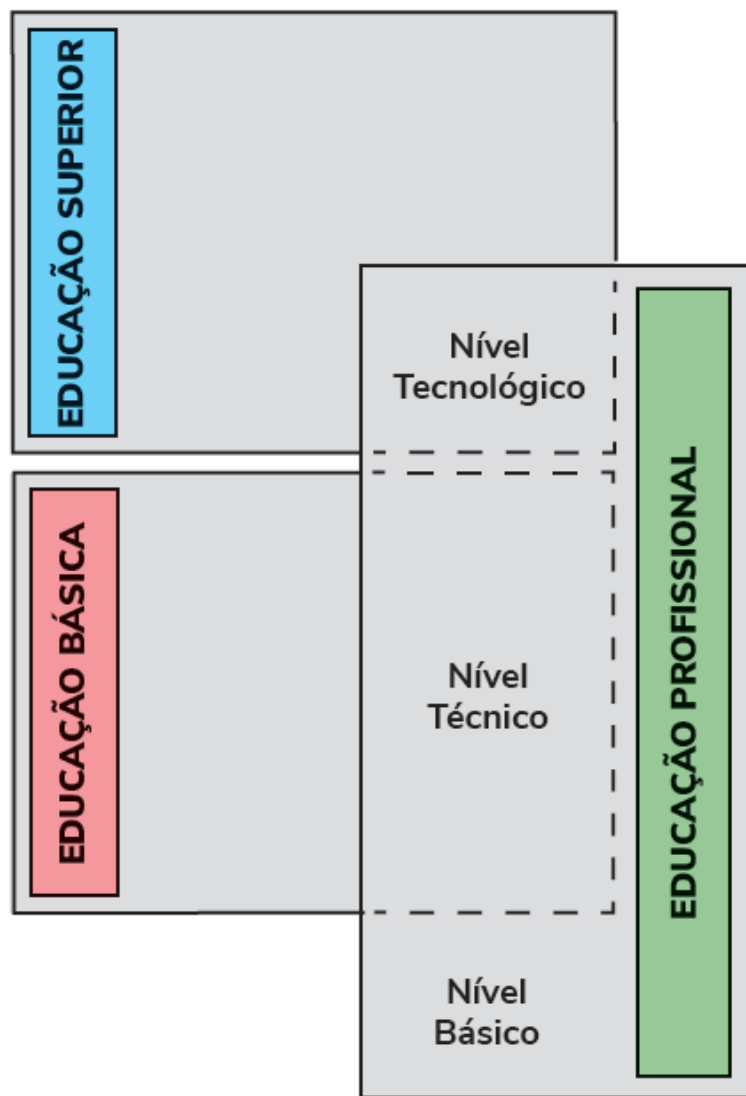 EDUCAÇÃO SUPERIOR
Nível
Tecnológico
EDUCAÇÃO BÁSICA
Nível
Técnico
EDUCAÇÃO PROFISSIONAL
Nível
Básico